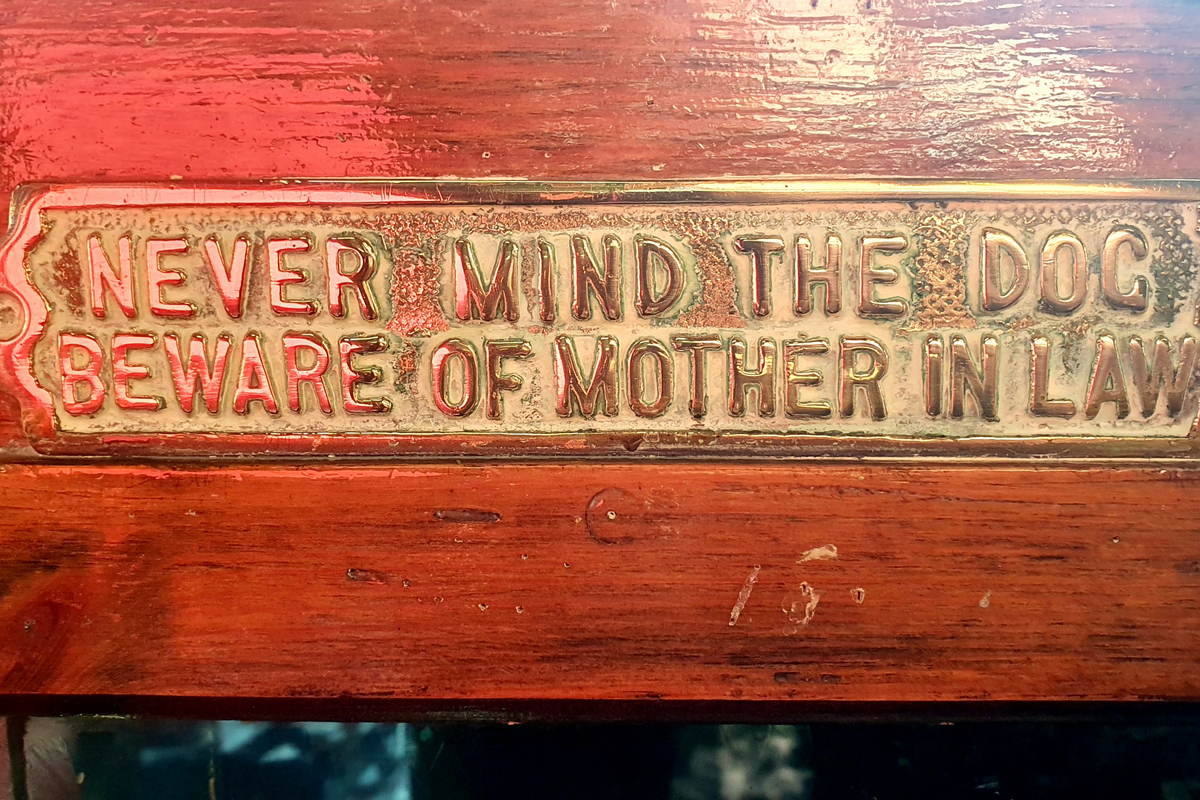 NEVER MIND THE DOG
BEWARE OF MOTHER IN LAW